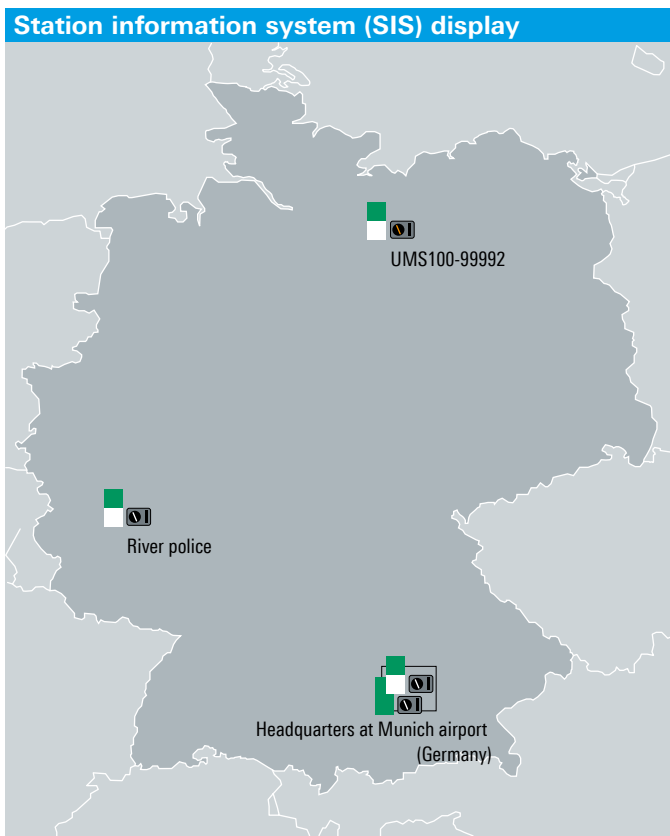 Station information system (SIS) display
UMS100-99992
River police
Headquarters at Munich airport
(Germany)